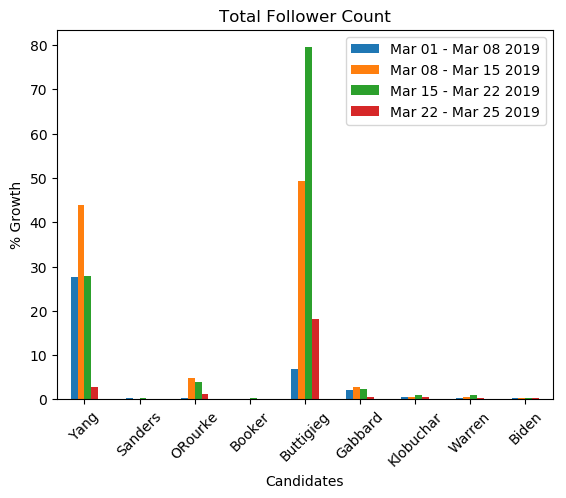 Total Follower Count
Mar 01 - Mar 08 2019
Mar 08 - Mar 15 2019
Mar 15 - Mar 22 2019
Mar 22 - Mar 25 2019
% Growth
80
70
60
50
40
30
20
10
0
Yang
Sanders
ORourke
Booker
Buttigieg
Gabbard
Klobuchar
Warren
Biden
Candidates